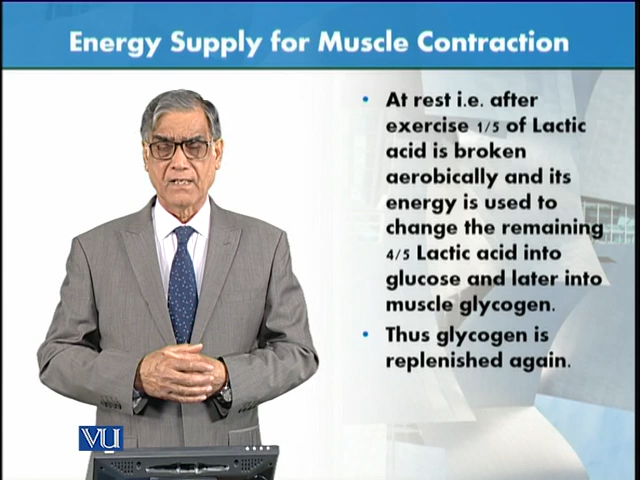 Energy Supply for Muscle Contraction
• At rest i.e. after
exercise 1/5 of Lactic
acid is broken
aerobically and its
energy is used to
change the remaining
4/5 Lactic acid into
glucose and later into
muscle glycogen.
• Thus glycogen is
replenished again.
VU